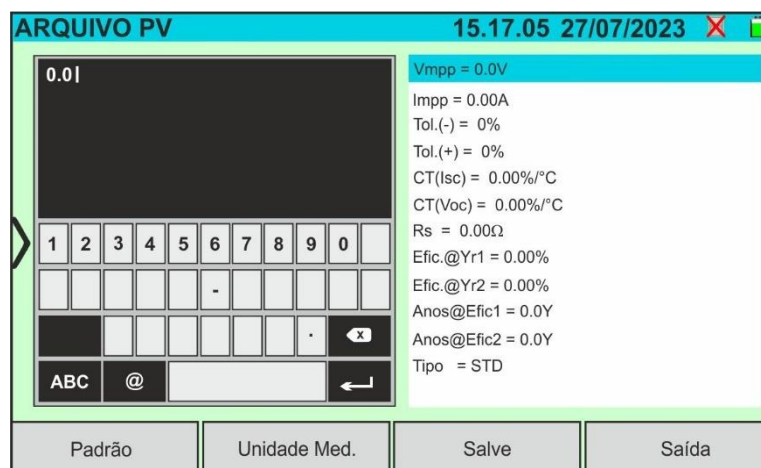 ARQUIVO PV 15.17.05 27/07/2023
0.0
1 2 3 4 5 6 7 8 9 0
-
.
ABC @
Vmpp = 0.0V
Impp = 0.00A
Tol.(-) = 0%
Tol.(+) = 0%
CT(Isc) = 0.00%/°C
CT(Voc) = 0.00%/°C
Rs = 0.00Ω
Efic.@Yr1 = 0.00%
Efic.@Yr2 = 0.00%
Anos@Efic1 = 0.0Y
Anos@Efic2 = 0.0Y
Tipo = STD
Padrão Unidade Med. Salve Saída